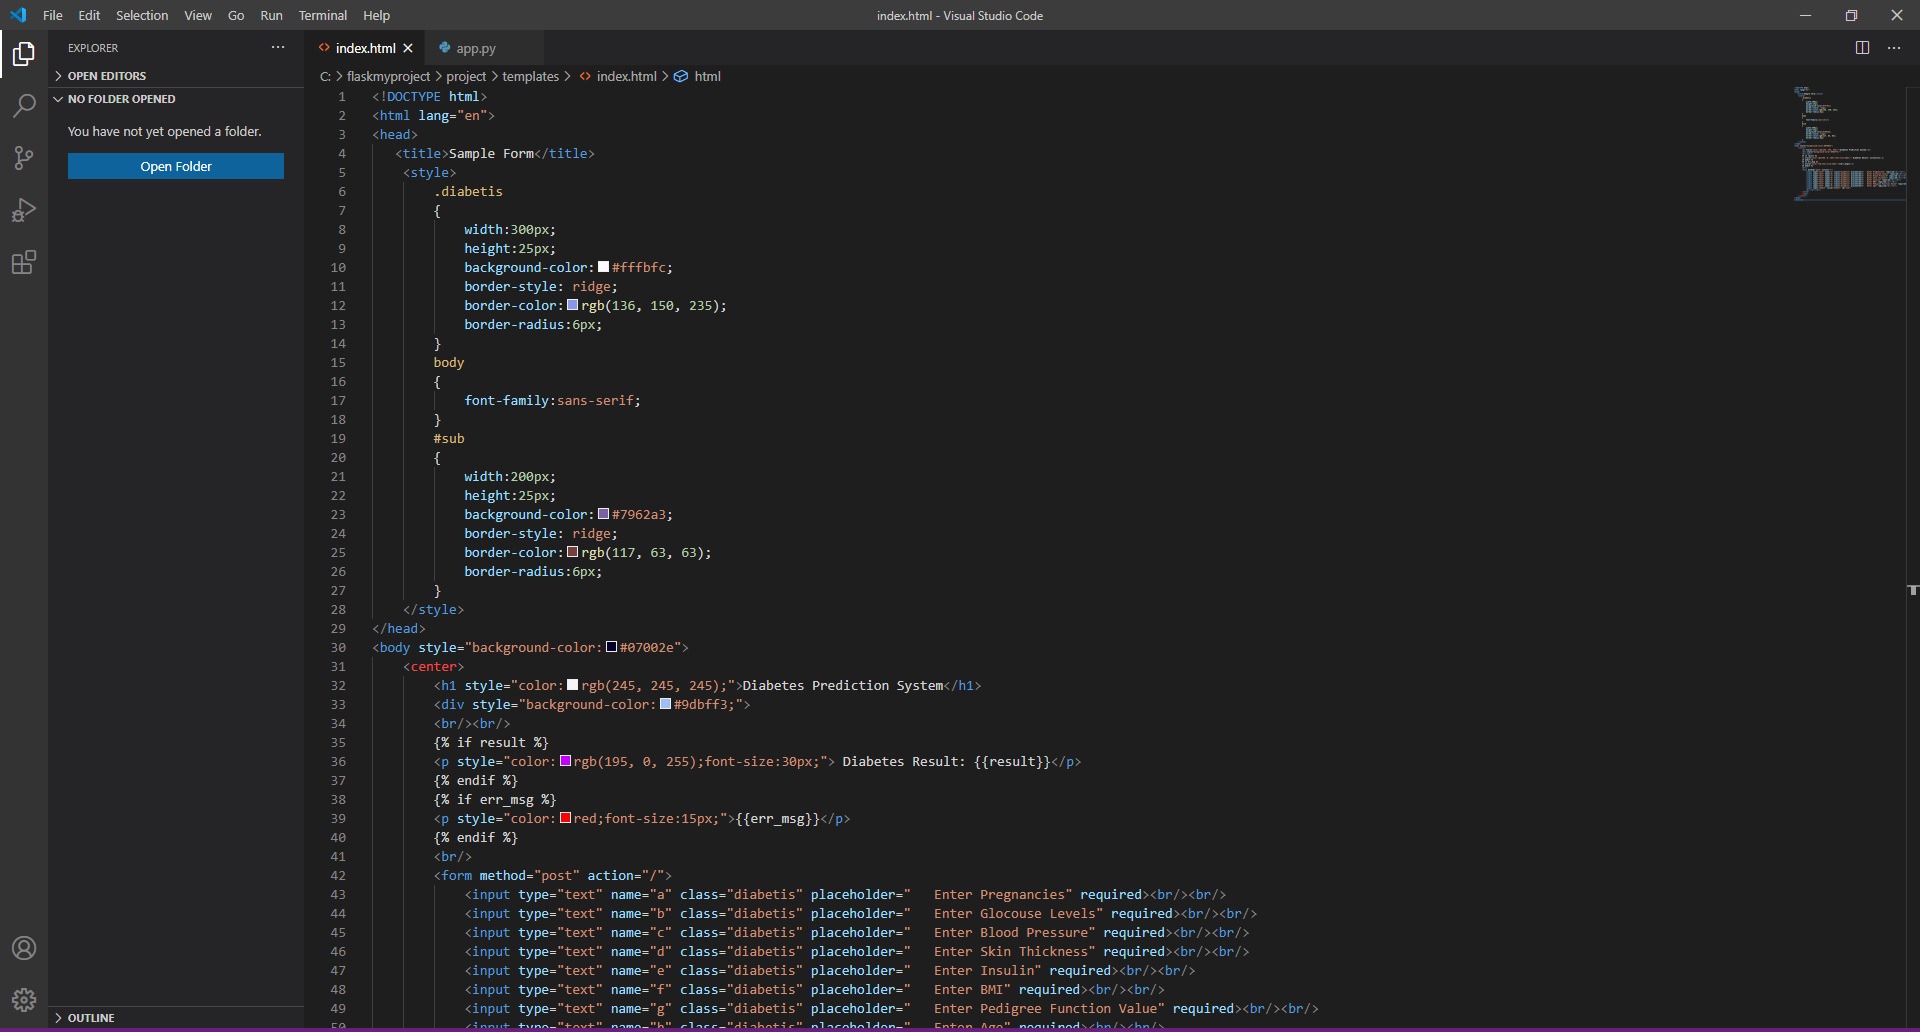 File Edit Selection View Go Run Terminal Help
index.html - Visual Studio Code
EXPLORER
OPEN EDITORS
NO FOLDER OPENED
You have not yet opened a folder.
Open Folder
OUTLINE
index.html
app.py
C: > flaskmyproject > project > templates > index.html > html
1 <!DOCTYPE html>
2 <html lang="en">
3 <head>
4 <title>Sample Form</title>
5 <style>
6 .diabetis
7 {
8 width:300px;
9 height:25px;
10 background-color:#fffbfc;
11 border-style: ridge;
12 border-color:rgb(136, 150, 235);
13 border-radius:6px;
14 }
15 body
16 {
17 font-family:sans-serif;
18 }
19 #sub
20 {
21 width:200px;
22 height:25px;
23 background-color:#7962a3;
24 border-style: ridge;
25 border-color:rgb(117, 63, 63);
26 border-radius:6px;
27 }
28 </style>
29 </head>
30 <body style="background-color:#07002e">
31 <center>
32 <h1 style="color:rgb(245, 245, 245);">Diabetes Prediction System</h1>
33 <div style="background-color:#9dbff3;">
34 <br/><br/>
35 {% if result %}
36 <p style="color:rgb(195, 0, 255);font-size:30px;"> Diabetes Result: {{result}}</p>
37 {% endif %}
38 {% if err_msg %}
39 <p style="color:red;font-size:15px;">{{err_msg}}</p>
40 {% endif %}
41 <br/>
42 <form method="post" action="/">
43 <input type="text" name="a" class="diabetis" placeholder="   Enter Pregnancies" required><br/><br/>
44 <input type="text" name="b" class="diabetis" placeholder="   Enter Glocouse Levels" required><br/><br/>
45 <input type="text" name="c" class="diabetis" placeholder="   Enter Blood Pressure" required><br/><br/>
46 <input type="text" name="d" class="diabetis" placeholder="   Enter Skin Thickness" required><br/><br/>
47 <input type="text" name="e" class="diabetis" placeholder="   Enter Insulin" required><br/><br/>
48 <input type="text" name="f" class="diabetis" placeholder="   Enter BMI" required><br/><br/>
49 <input type="text" name="g" class="diabetis" placeholder="   Enter Pedigree Function Value" required><br/><br/>
50 <input type="text" name="h" class="diabetis" placeholder="   Enter Age" required><br/><br/>